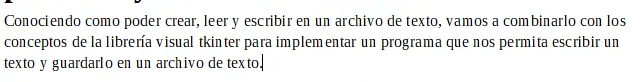 Conociendo como poder crear, leer y escribir en un archivo de texto, vamos a combinarlo con los
conceptos de la librería visual tkinter para implementar un programa que nos permita escribir un
texto y guardarlo en un archivo de texto.